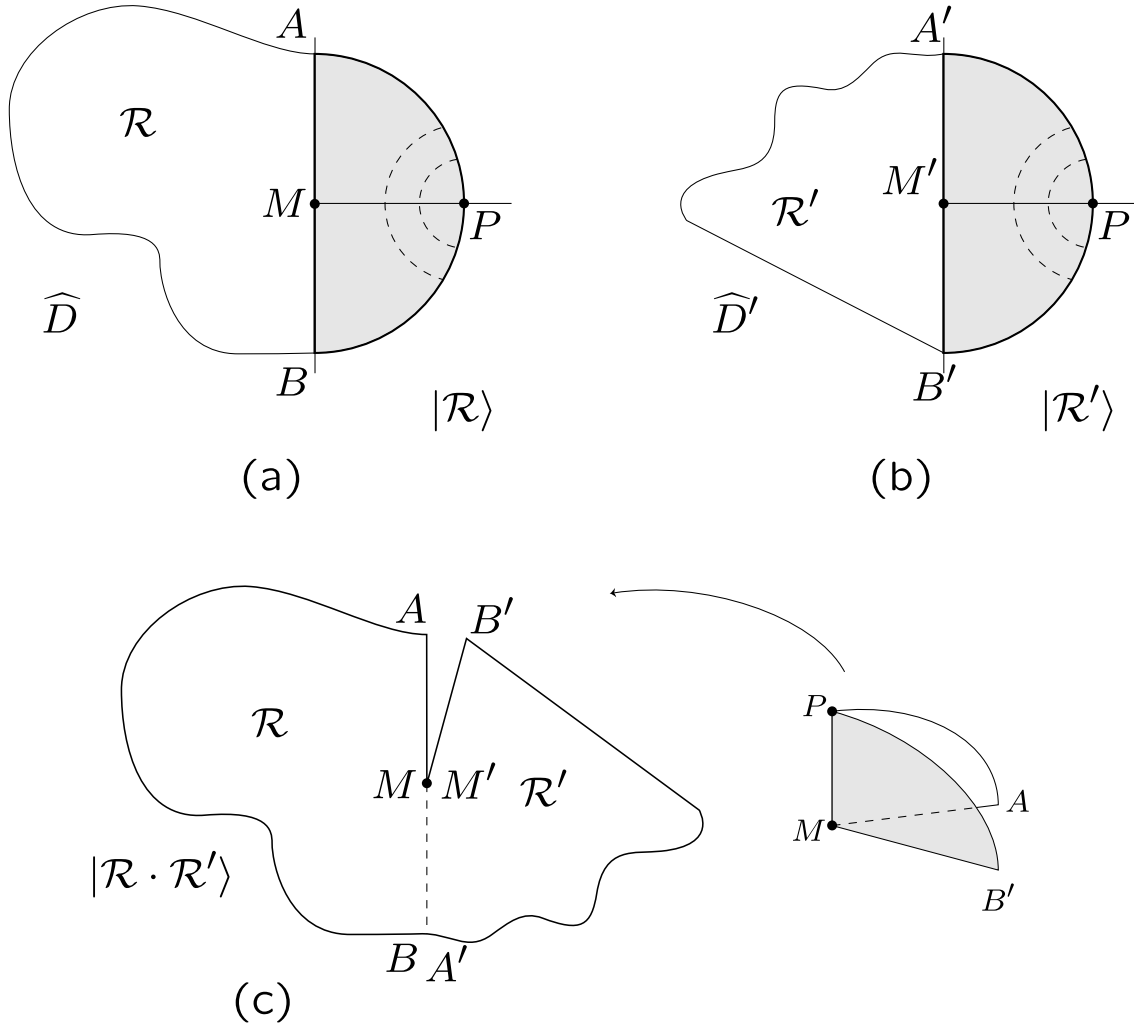 A
ℛ
M
P
B
D̂
|ℛ⟩
(a)
A′
M′
ℛ′
P
D̂′
B′
|ℛ′⟩
(b)
A
B′
ℛ
M
M′
ℛ′
|ℛ · ℛ′⟩
B
A′
(c)
P
A
M
B′